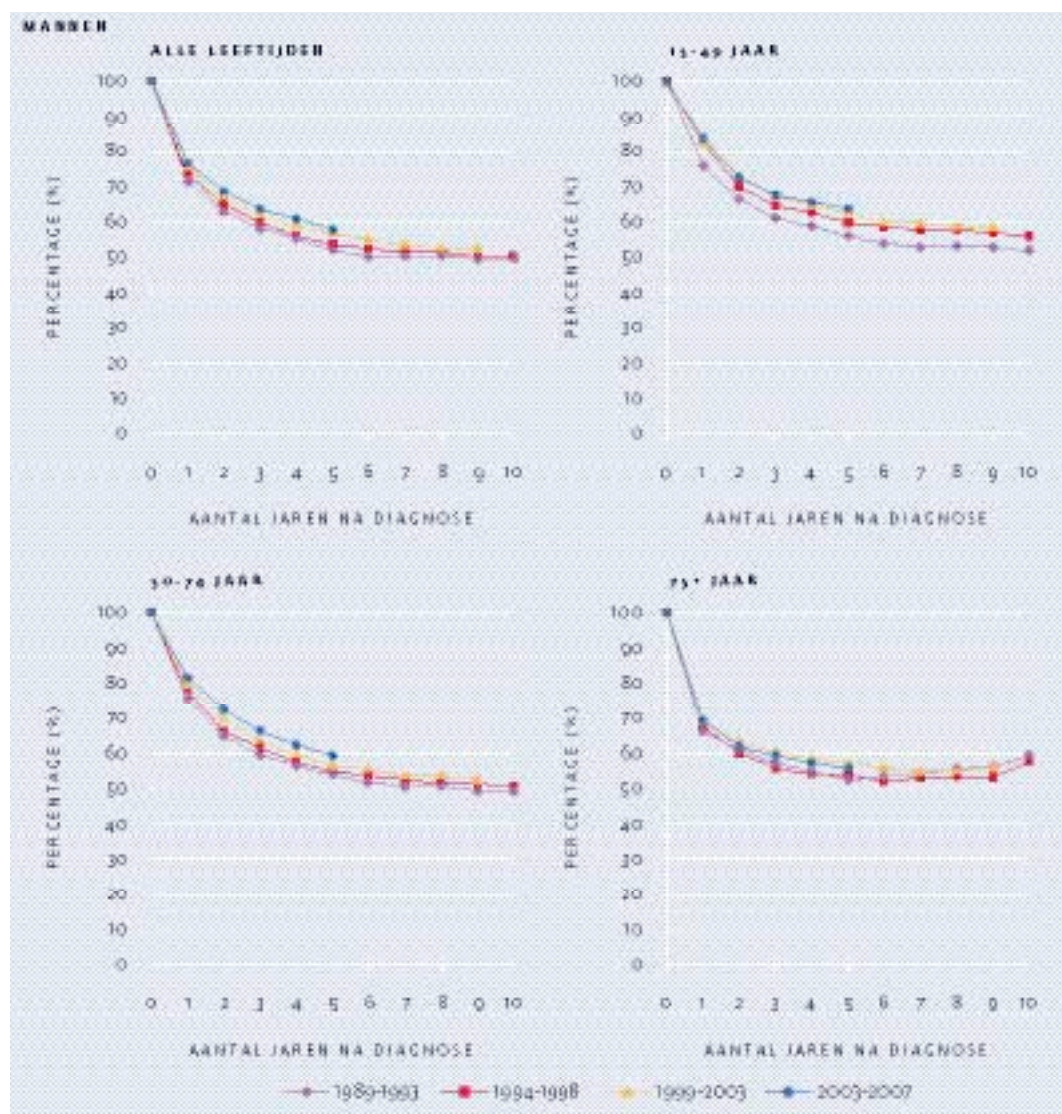 MANNEN
ALLE LEEFTIJDEN
15-49 JAAR
100
90
80
70
60
50
40
30
20
10
0
PERCENTAGE (%)
0 1 2 3 4 5 6 7 8 9 10
AANTAL JAREN NA DIAGNOSE
100
90
80
70
60
50
40
30
20
10
0
PERCENTAGE (%)
0 1 2 3 4 5 6 7 8 9 10
AANTAL JAREN NA DIAGNOSE
50-74 JAAR
75+ JAAR
100
90
80
70
60
50
40
30
20
10
0
PERCENTAGE (%)
0 1 2 3 4 5 6 7 8 9 10
AANTAL JAREN NA DIAGNOSE
100
90
80
70
60
50
40
30
20
10
0
PERCENTAGE (%)
0 1 2 3 4 5 6 7 8 9 10
AANTAL JAREN NA DIAGNOSE
1989-1993 1994-1998 1999-2003 2003-2007